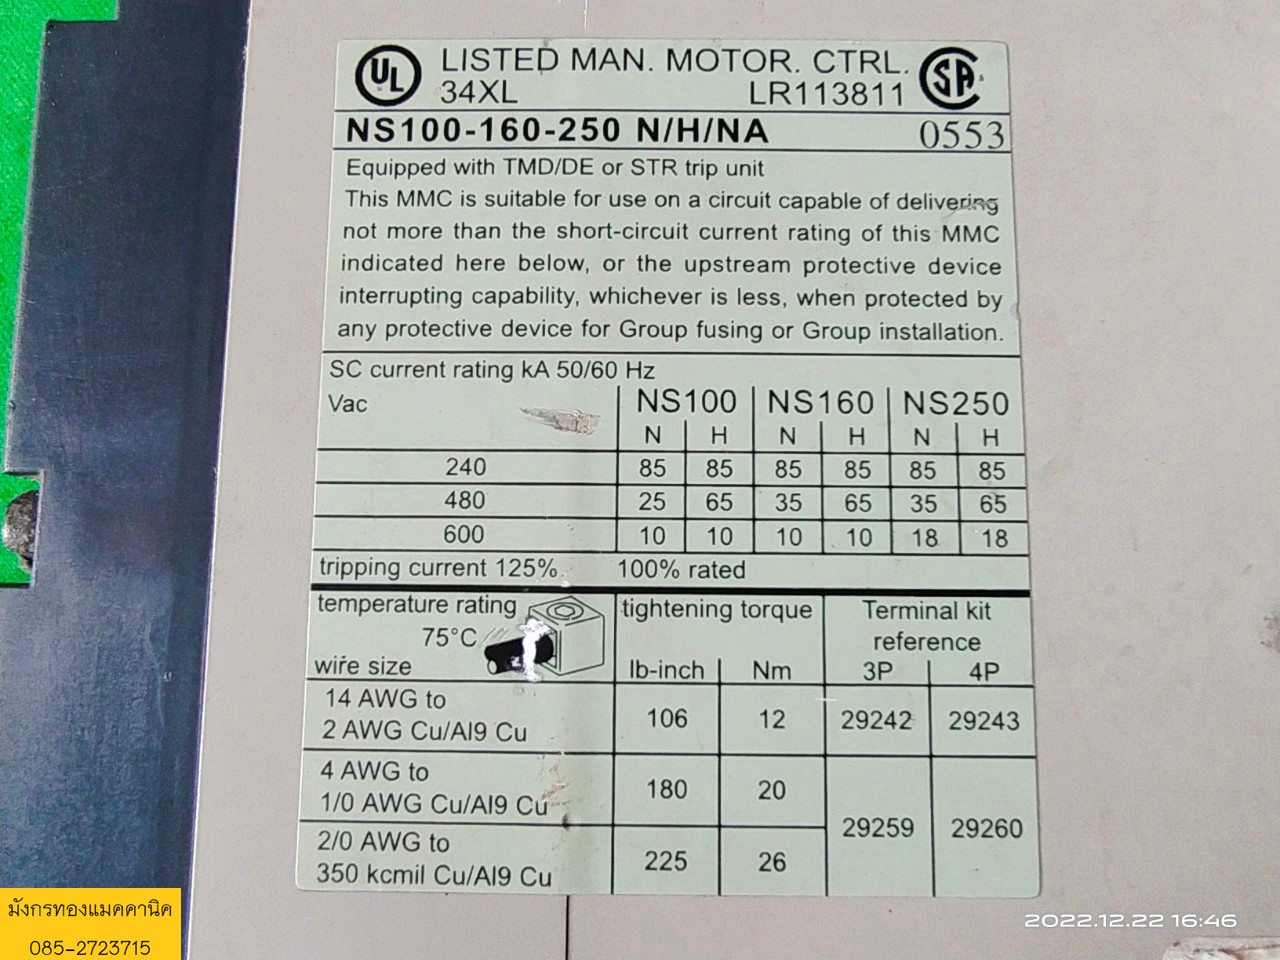 UL LISTED MAN. MOTOR. CTRL. SA
34XL LR113811
NS100-160-250 N/H/NA 0553
Equipped with TMD/DE or STR trip unit
This MMC is suitable for use on a circuit capable of delivering
not more than the short-circuit current rating of this MMC
indicated here below, or the upstream protective device
interrupting capability, whichever is less, when protected by
any protective device for Group fusing or Group installation.
SC current rating kA 50/60 Hz
Vac NS100 NS160 NS250
N H N H N H
240 85 85 85 85 85 85
480 25 65 35 65 35 65
600 10 10 10 10 18 18
tripping current 125% 100% rated
temperature rating tightening torque Terminal kit
75°C reference
wire size lb-inch Nm 3P 4P
14 AWG to
2 AWG Cu/Al9 Cu 106 12 29242 29243
4 AWG to
1/0 AWG Cu/Al9 Cu 180 20
29259 29260
2/0 AWG to
350 kcmil Cu/Al9 Cu 225 26
มังกรทองแมคคานิค
085-2723715
2022.12.22 16:46